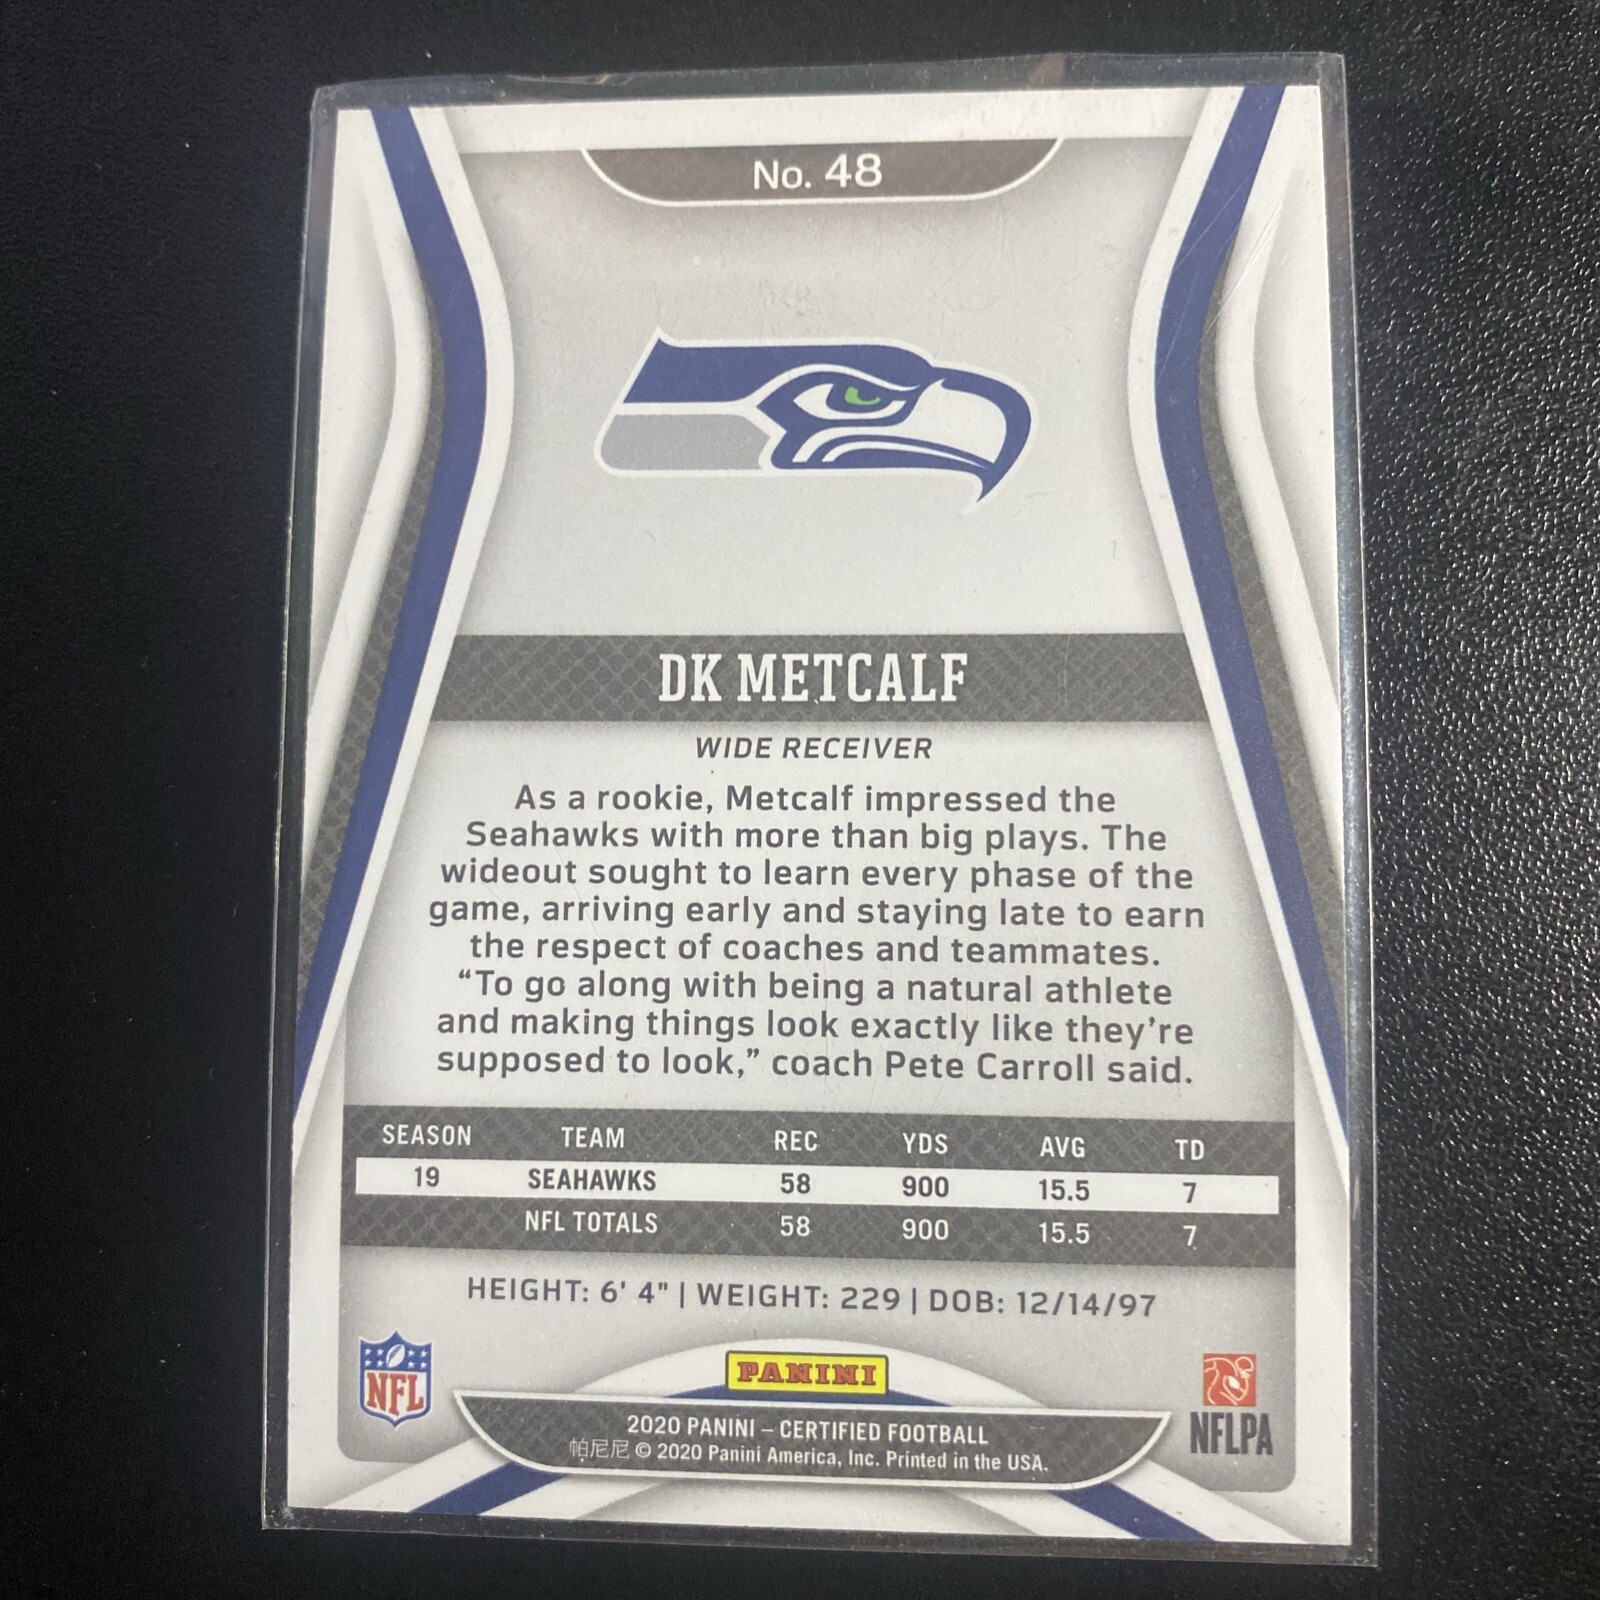 No. 48
DK METCALF
WIDE RECEIVER
As a rookie, Metcalf impressed the
Seahawks with more than big plays. The
wideout sought to learn every phase of the
game, arriving early and staying late to earn
the respect of coaches and teammates.
“To go along with being a natural athlete
and making things look exactly like they’re
supposed to look,” coach Pete Carroll said.
SEASON TEAM REC YDS AVG TD
19 SEAHAWKS 58 900 15.5 7
NFL TOTALS 58 900 15.5 7
HEIGHT: 6' 4" | WEIGHT: 229 | DOB: 12/14/97
NFL
PANINI
NFLPA
2020 PANINI – CERTIFIED FOOTBALL
帕尼尼 © 2020 Panini America, Inc. Printed in the USA.